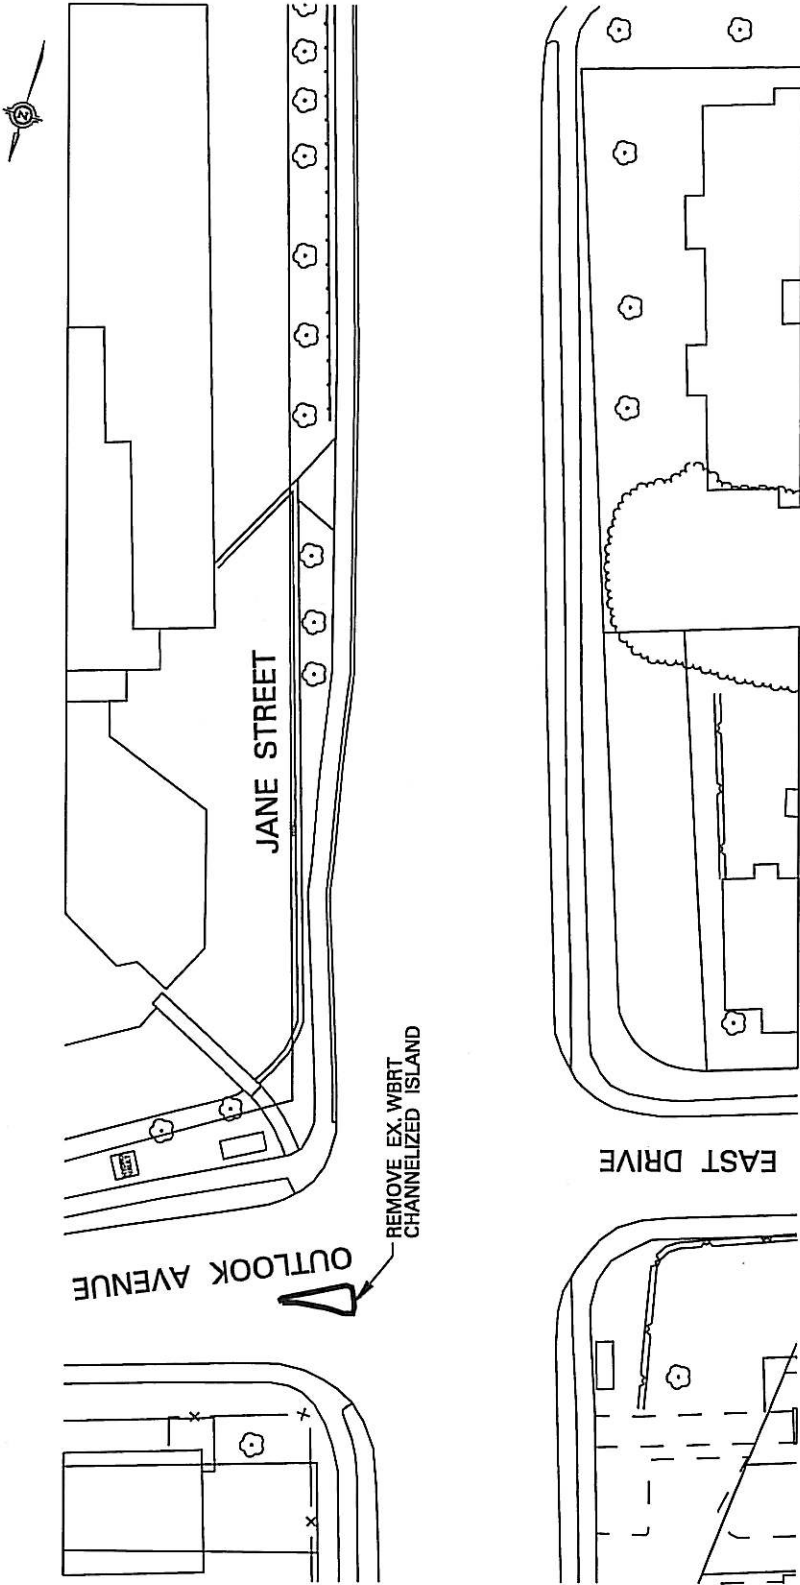 N
JANE STREET
REMOVE EX. WBRT
CHANNELIZED ISLAND
EAST DRIVE
OUTLOOK AVENUE